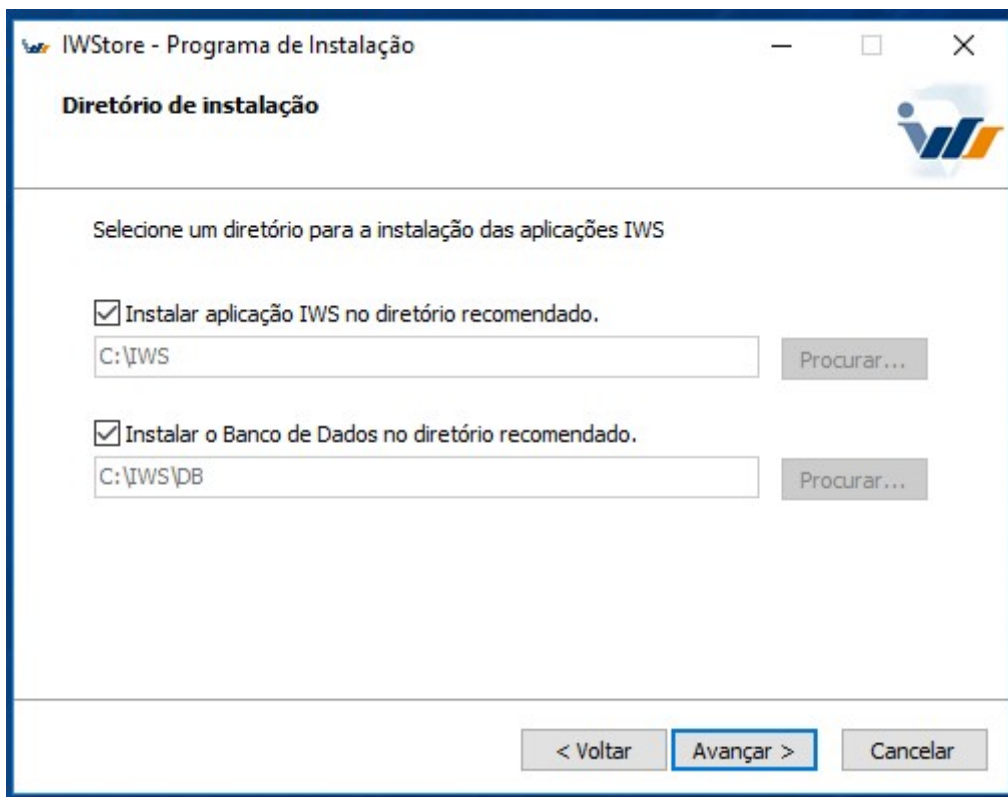 IWStore - Programa de Instalação
Diretório de instalação
iws
Selecione um diretório para a instalação das aplicações IWS
Instalar aplicação IWS no diretório recomendado.
C:\IWS
Procurar...
Instalar o Banco de Dados no diretório recomendado.
C:\IWS\DB
Procurar...
< Voltar
Avançar >
Cancelar